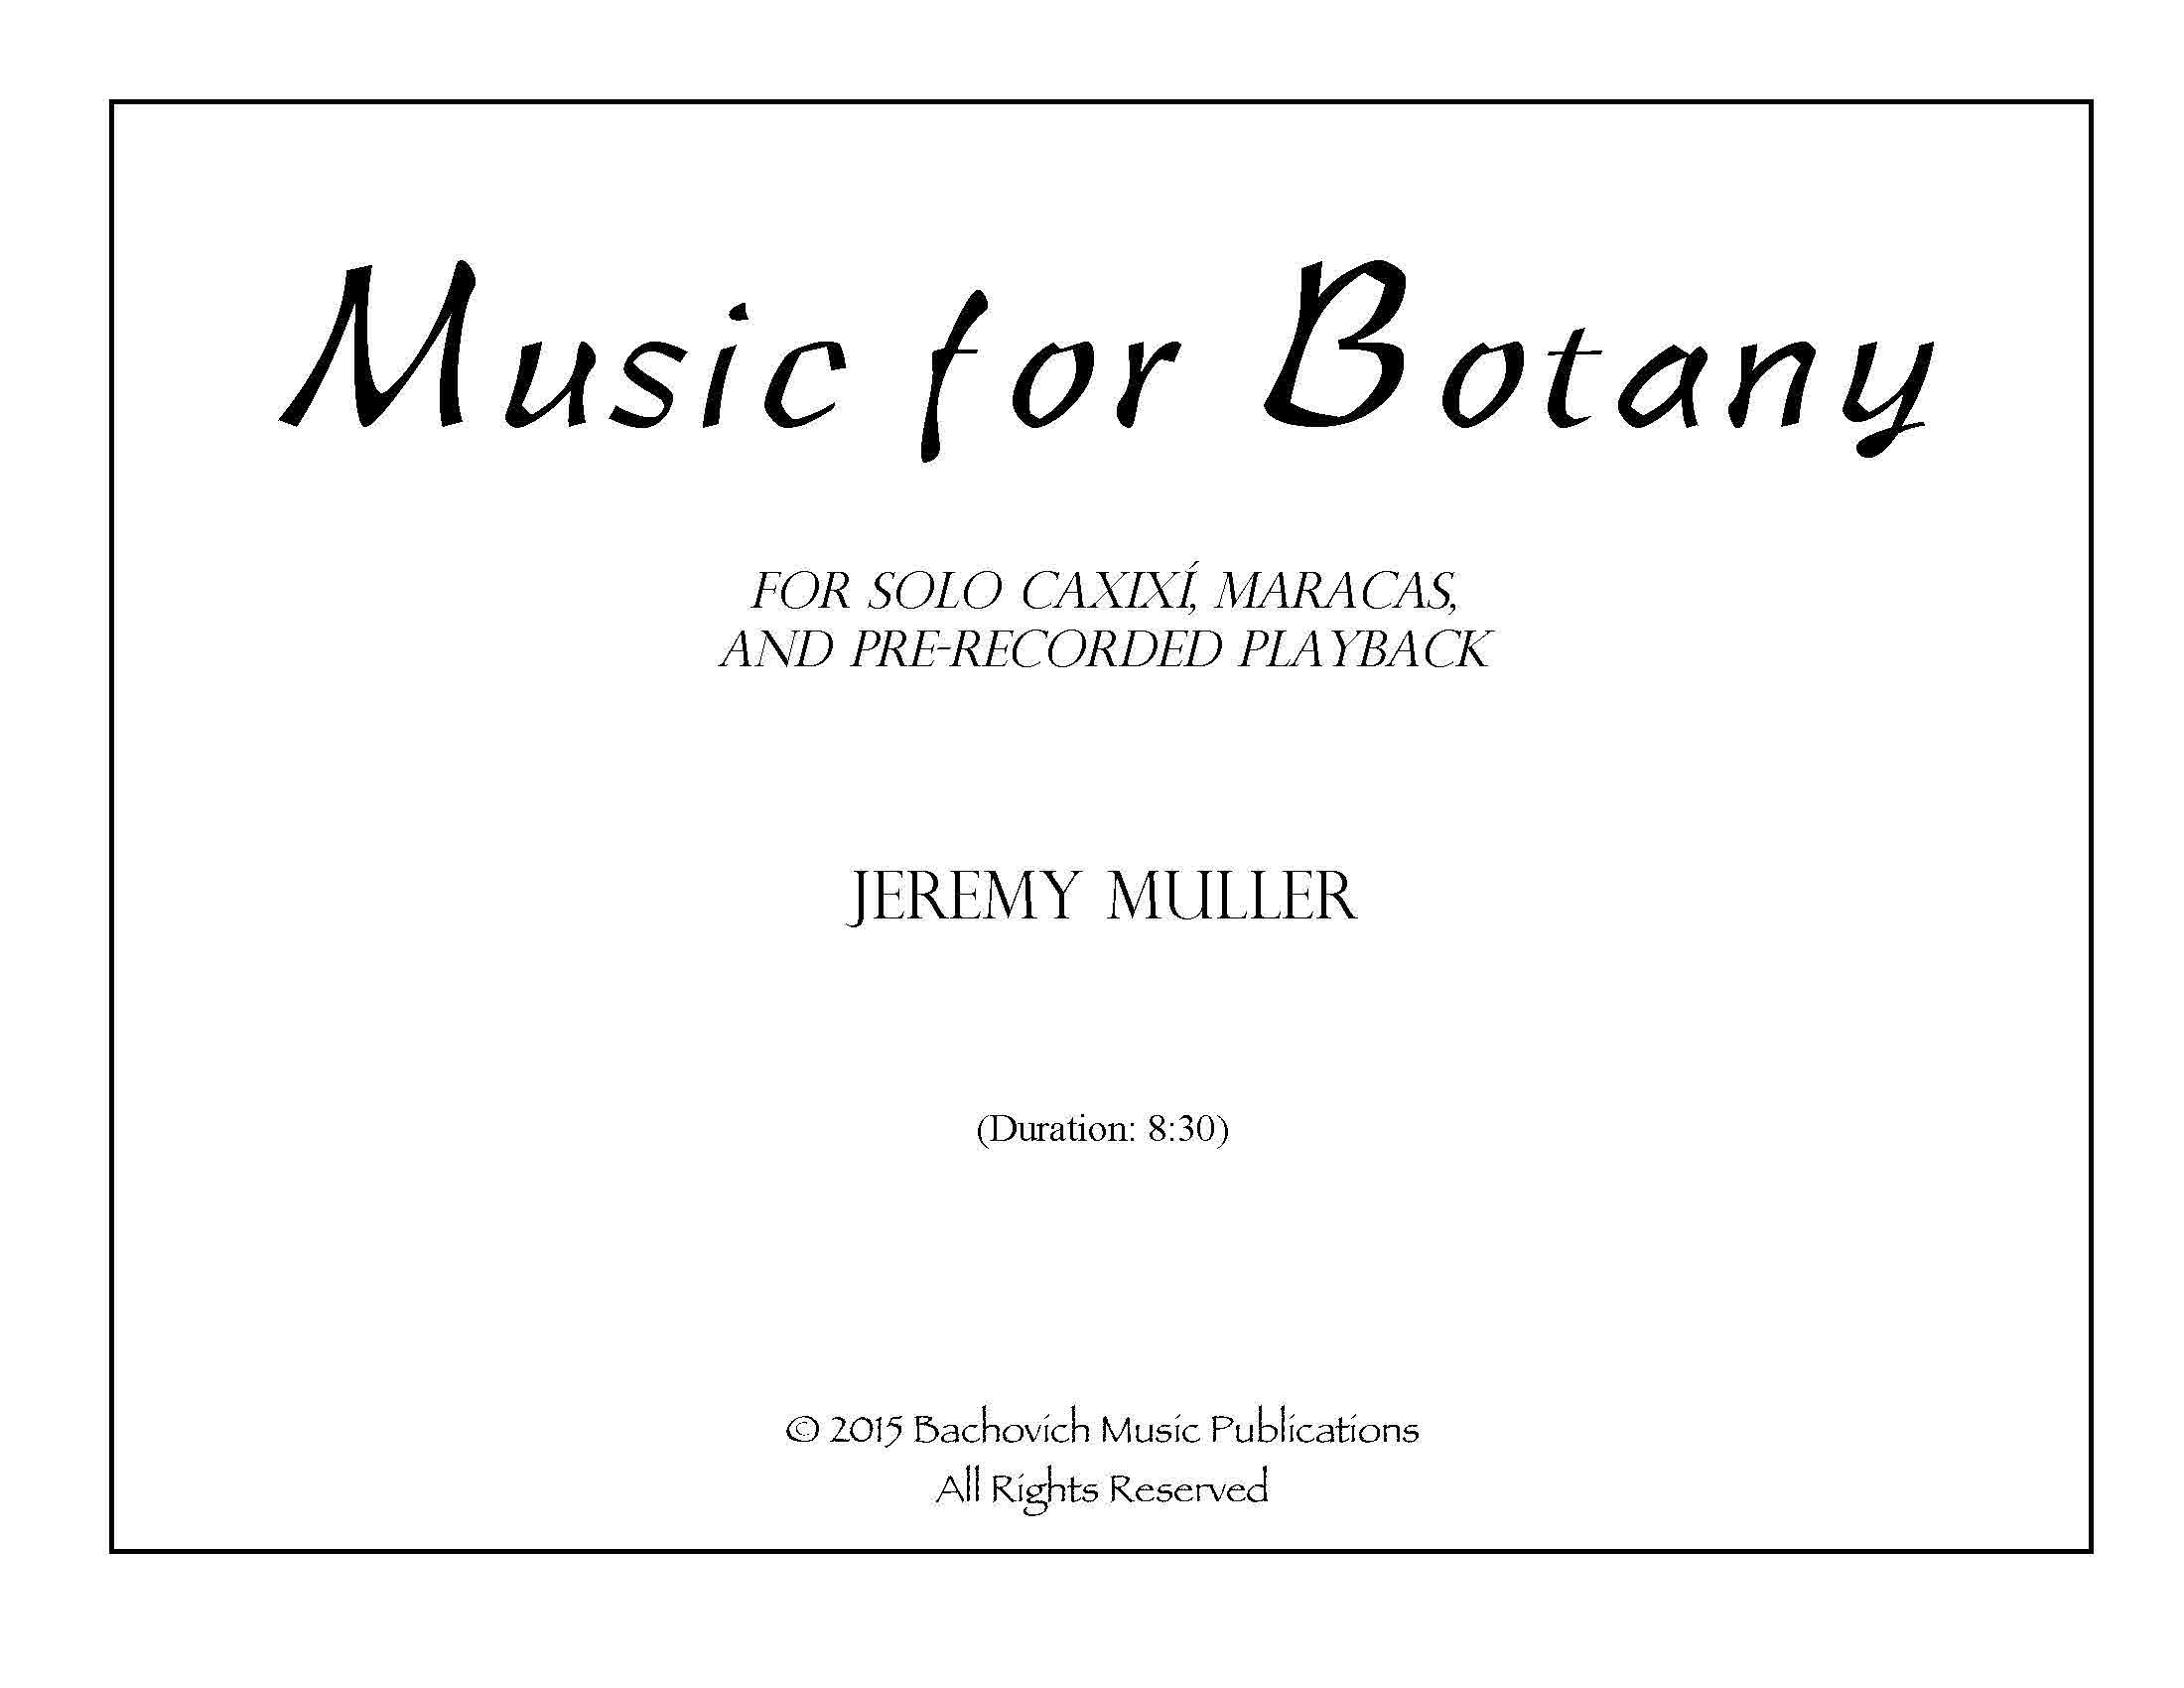 Music for Botany
FOR SOLO CAXIXÍ, MARACAS,
AND PRE-RECORDED PLAYBACK
JEREMY MULLER
(Duration: 8:30)
© 2015 Bachovich Music Publications
All Rights Reserved